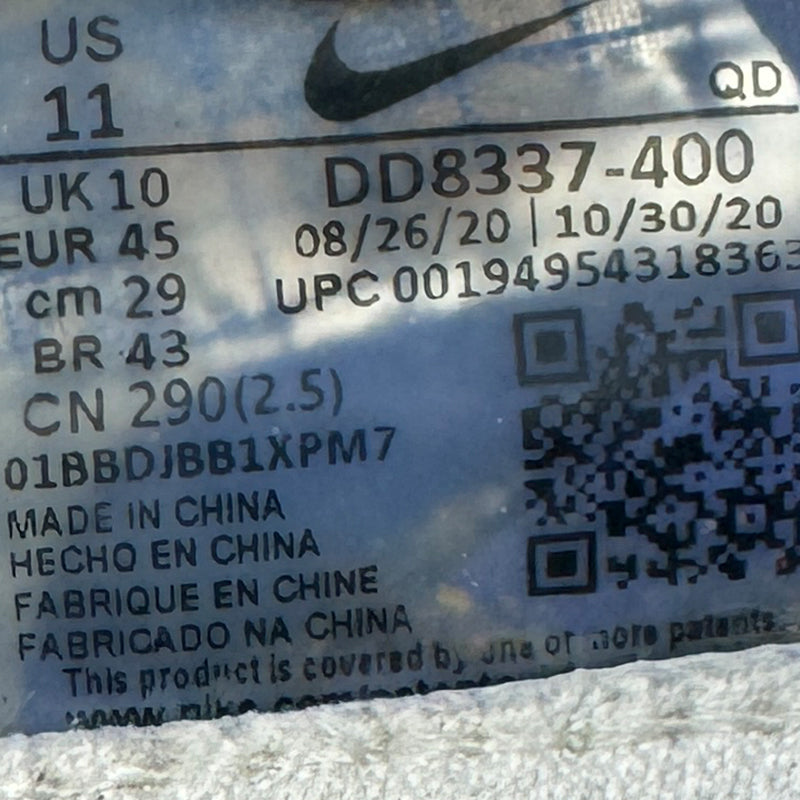 US
11
QD
UK 10
DD8337-400
EUR 45
08/26/20 | 10/30/20
cm 29
UPC 00194954318363
BR 43
CN 290(2.5)
01BBDJBB1XPM7
MADE IN CHINA
HECHO EN CHINA
FABRIQUE EN CHINE
FABRICADO NA CHINA
This product is covered by one or more patents.